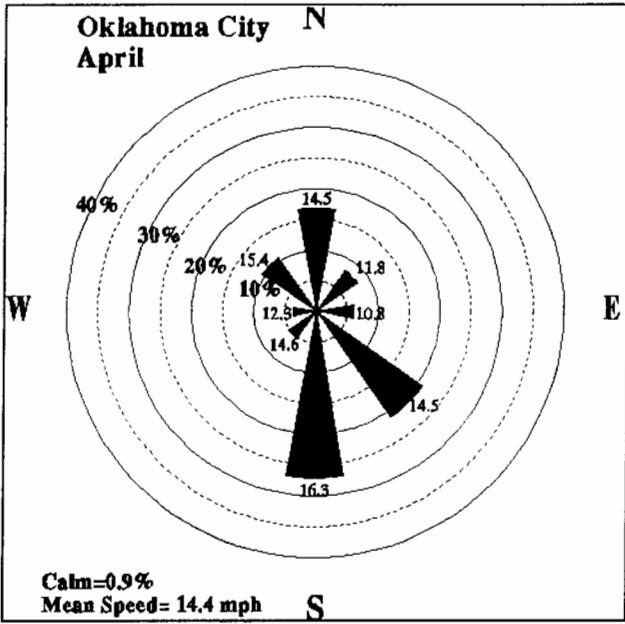 Oklahoma City
April
N
40%
30%
20%
10%
14.5
15.4
11.8
W
12.3
10.8
E
14.6
14.5
16.3
Calm=0.9%
Mean Speed= 14.4 mph
S